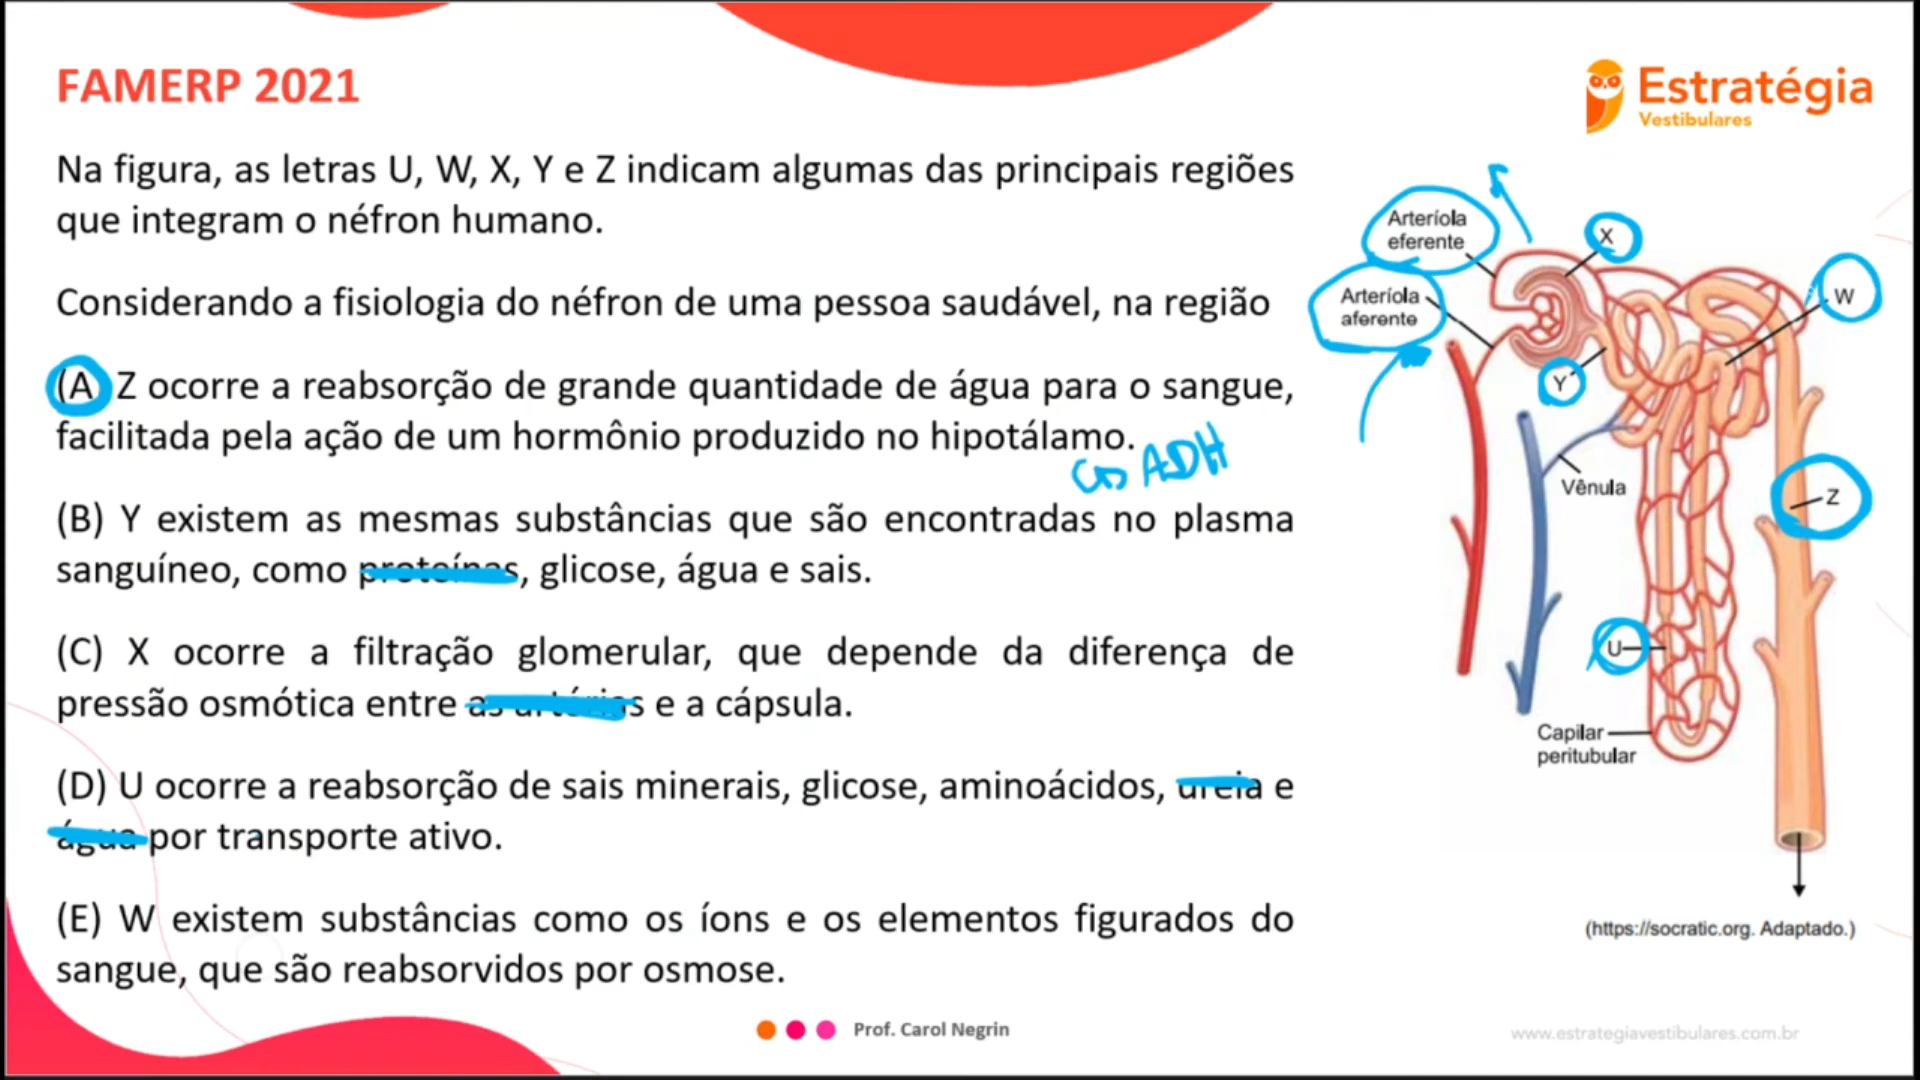 FAMERP 2021
Estratégia
Vestibulares
Na figura, as letras U, W, X, Y e Z indicam algumas das principais regiões
que integram o néfron humano.
Considerando a fisiologia do néfron de uma pessoa saudável, na região
(A) Z ocorre a reabsorção de grande quantidade de água para o sangue,
facilitada pela ação de um hormônio produzido no hipotálamo.
ADH
(B) Y existem as mesmas substâncias que são encontradas no plasma
sanguíneo, como proteínas, glicose, água e sais.
(C) X ocorre a filtração glomerular, que depende da diferença de
pressão osmótica entre as artérias e a cápsula.
(D) U ocorre a reabsorção de sais minerais, glicose, aminoácidos, ureia e
água por transporte ativo.
(E) W existem substâncias como os íons e os elementos figurados do
sangue, que são reabsorvidos por osmose.
Arteríola
eferente
X
Arteríola
aferente
W
Y
Vênula
Z
U
Capilar
peritubular
(https://socratic.org. Adaptado.)
Prof. Carol Negrin
www.estrategiavestibulares.com.br